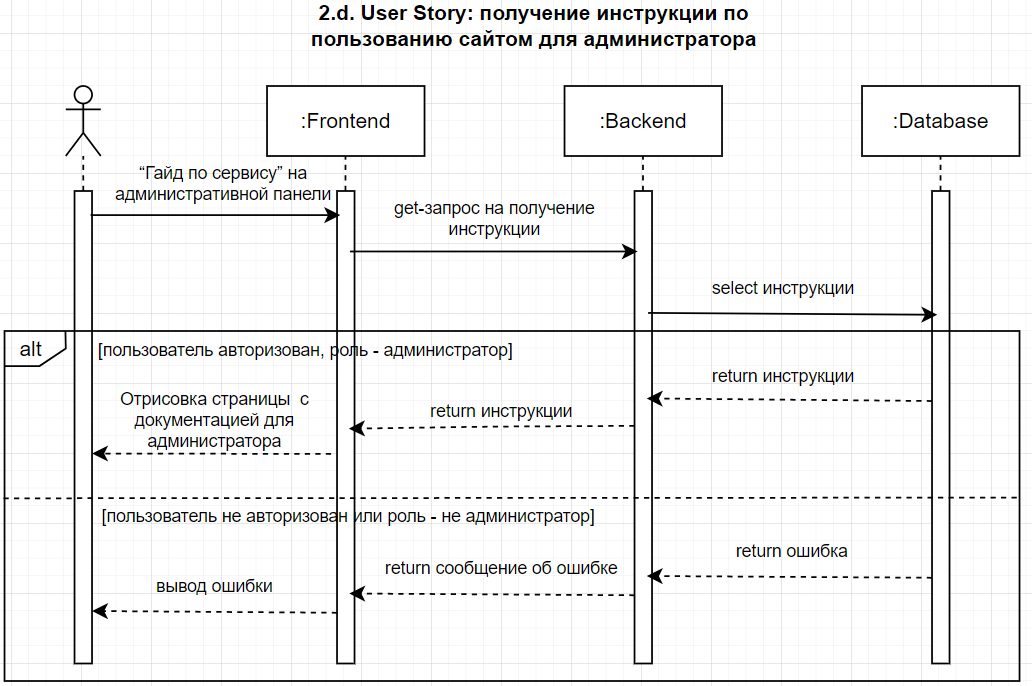 2.d. User Story: получение инструкции по
пользованию сайтом для администратора
:Frontend
:Backend
:Database
“Гайд по сервису” на
административной панели
get-запрос на получение
инструкции
select инструкции
alt
[пользователь авторизован, роль - администратор]
return инструкции
return инструкции
Отрисовка страницы с
документацией для
администратора
[пользователь не авторизован или роль - не администратор]
return ошибка
return сообщение об ошибке
вывод ошибки